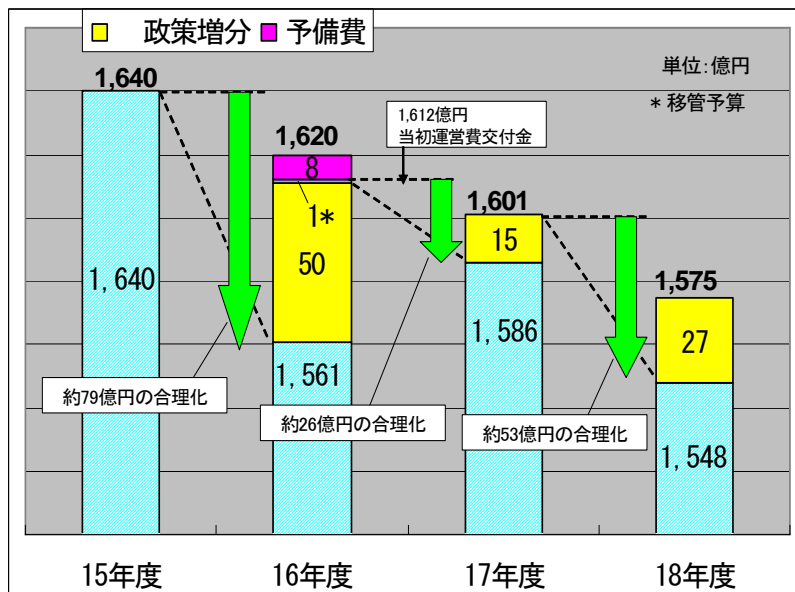 政策増分 予備費
単位:億円
*移管予算
1,640
1,640
約79億円の合理化
1,620
8
1*
50
1,561
1,612億円
当初運営費交付金
約26億円の合理化
1,601
15
1,586
約53億円の合理化
1,575
27
1,548
15年度 16年度 17年度 18年度